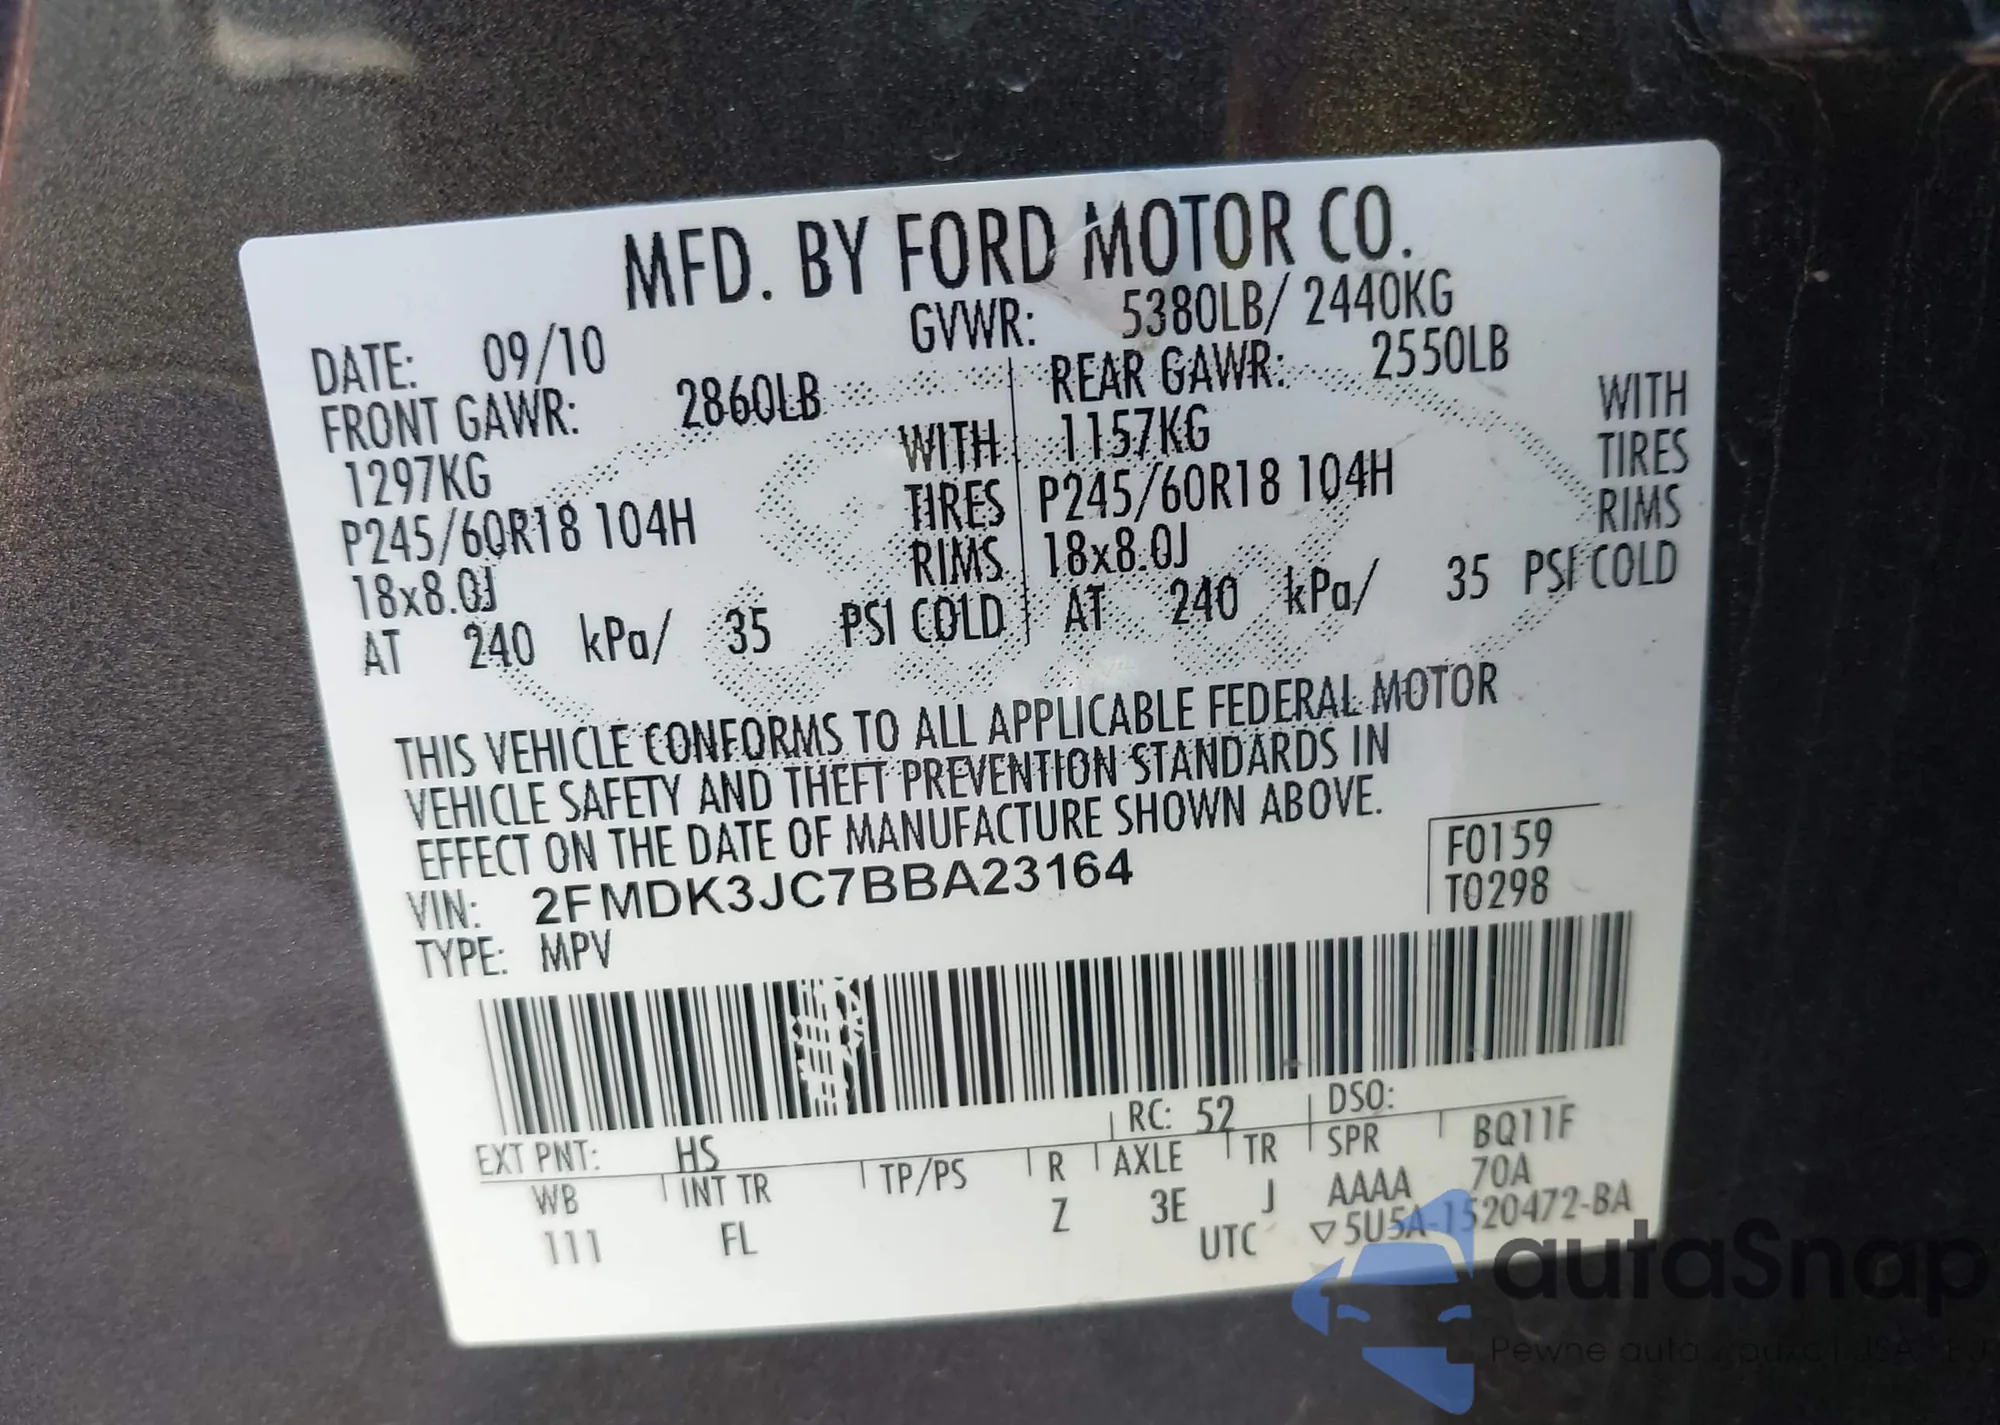 MFD. BY FORD MOTOR CO.
DATE: 09/10 GVWR: 5380LB/ 2440KG
FRONT GAWR: 2860LB REAR GAWR: 2550LB
1297KG WITH 1157KG WITH
P245/60R18 104H TIRES P245/60R18 104H TIRES
18x8.0J RIMS 18x8.0J RIMS
AT 240 kPa/ 35 PSI COLD AT 240 kPa/ 35 PSI COLD
THIS VEHICLE CONFORMS TO ALL APPLICABLE FEDERAL MOTOR
VEHICLE SAFETY AND THEFT PREVENTION STANDARDS IN
EFFECT ON THE DATE OF MANUFACTURE SHOWN ABOVE.
VIN: 2FMDK3JC7BBA23164 F0159
TYPE: MPV T0298
EXT PNT: HS RC: 52 DSO:
WB INT TR TP/PS R AXLE TR SPR BQ11F
111 FL Z 3E J AAAA 70A
UTC ▽5U5A-1520472-BA
autaSnap
Pewne auta